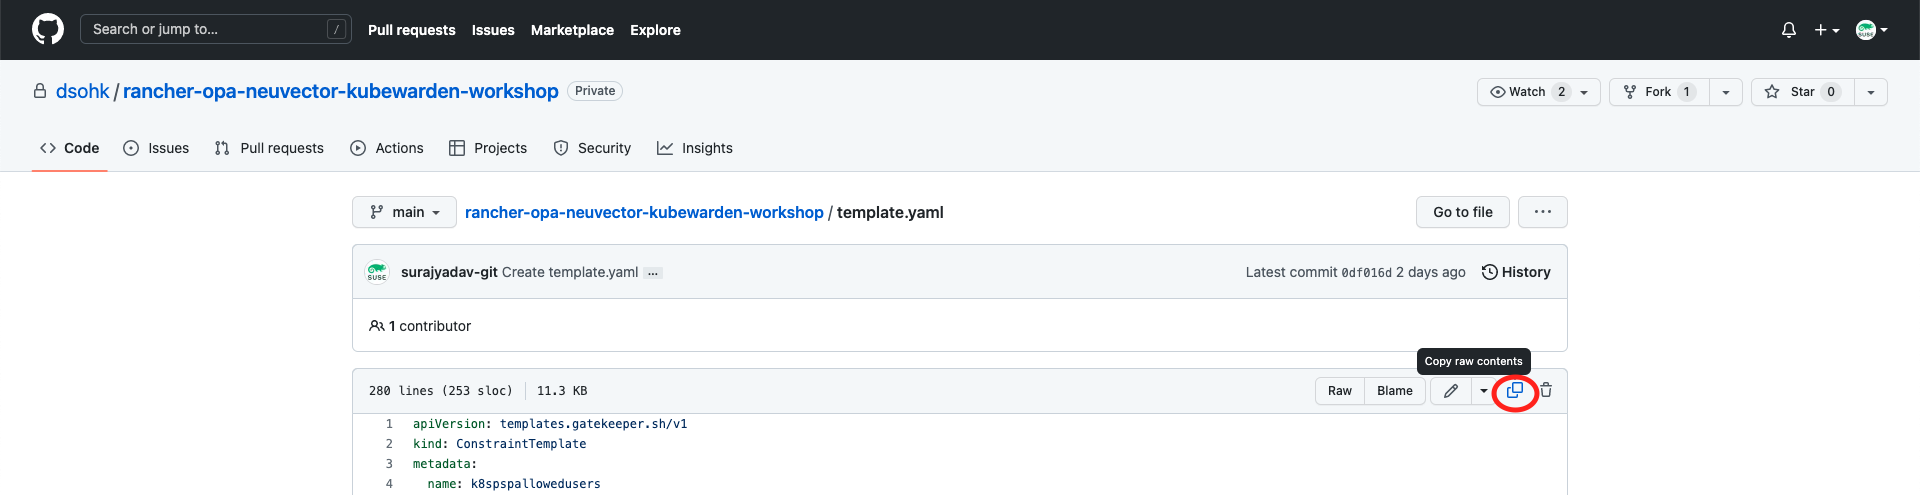 Search or jump to... / Pull requests Issues Marketplace Explore
dsohk / rancher-opa-neuvector-kubewarden-workshop Private Watch 2 Fork 1 Star 0
Code Issues Pull requests Actions Projects Security Insights
main rancher-opa-neuvector-kubewarden-workshop / template.yaml Go to file ...
SUSE surajyadav-git Create template.yaml ... Latest commit 0df016d 2 days ago History
1 contributor
Copy raw contents
280 lines (253 sloc) 11.3 KB Raw Blame
1 apiVersion: templates.gatekeeper.sh/v1
2 kind: ConstraintTemplate
3 metadata:
4 name: k8spspallowedusers